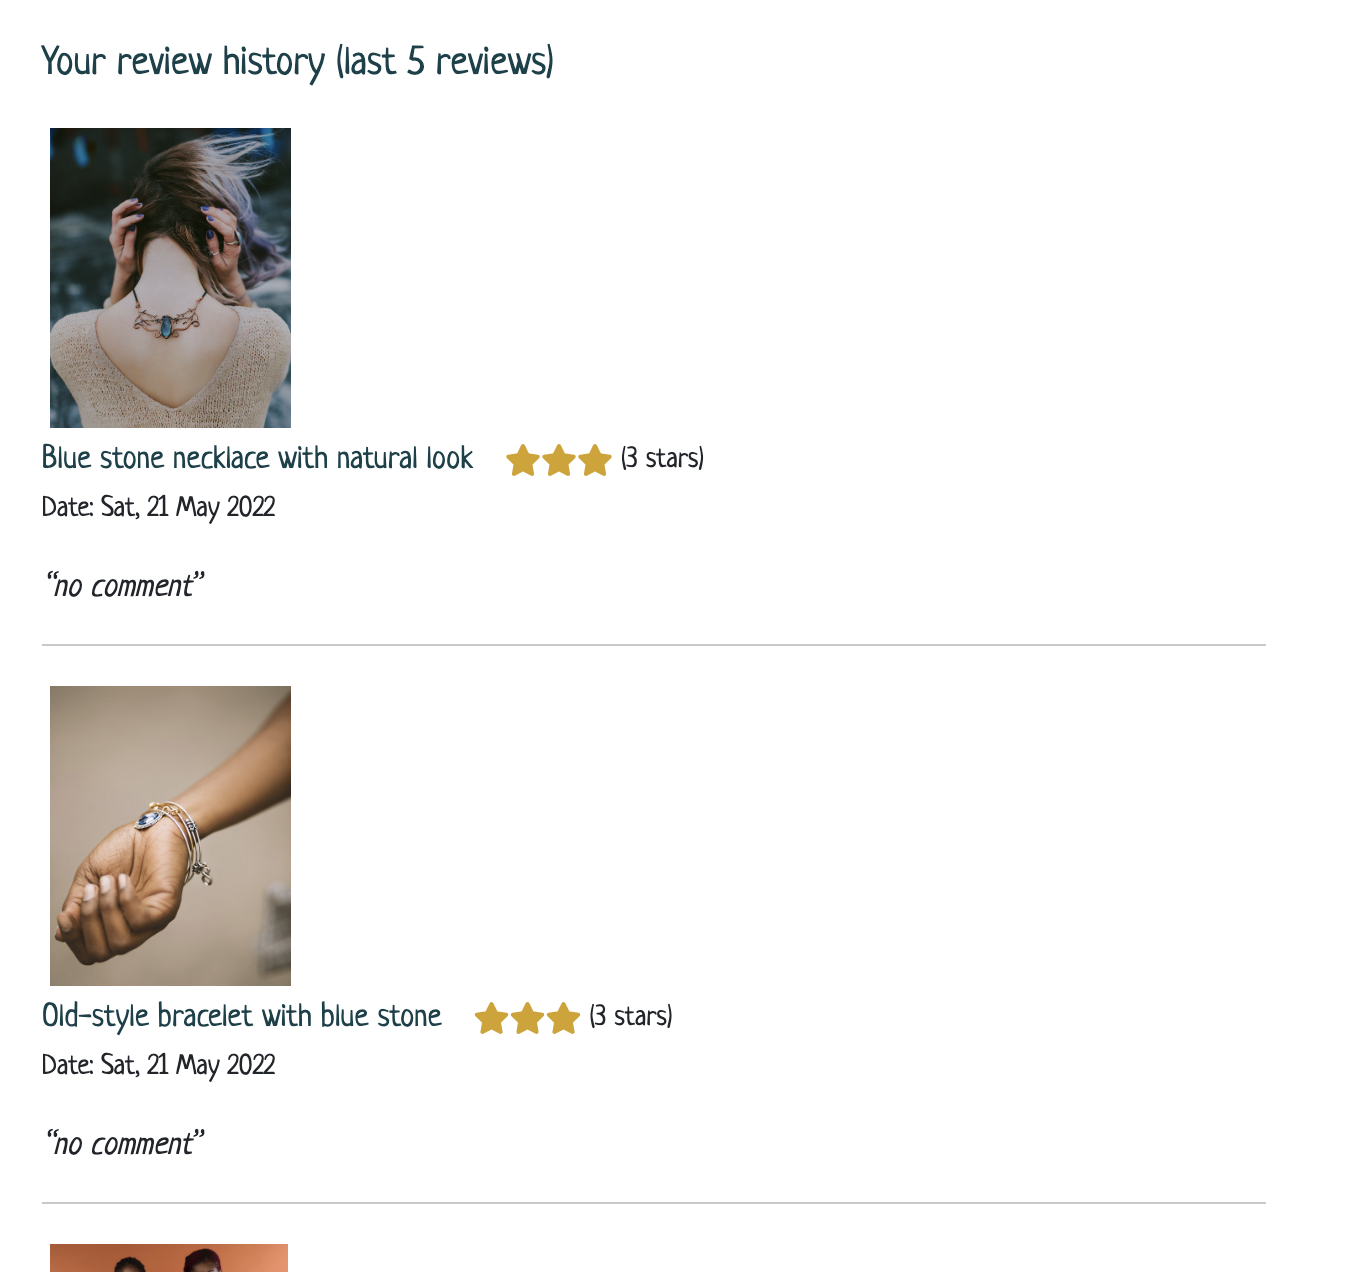 Your review history (last 5 reviews)
Blue stone necklace with natural look (3 stars)
Date: Sat, 21 May 2022
“no comment”
Old-style bracelet with blue stone (3 stars)
Date: Sat, 21 May 2022
“no comment”